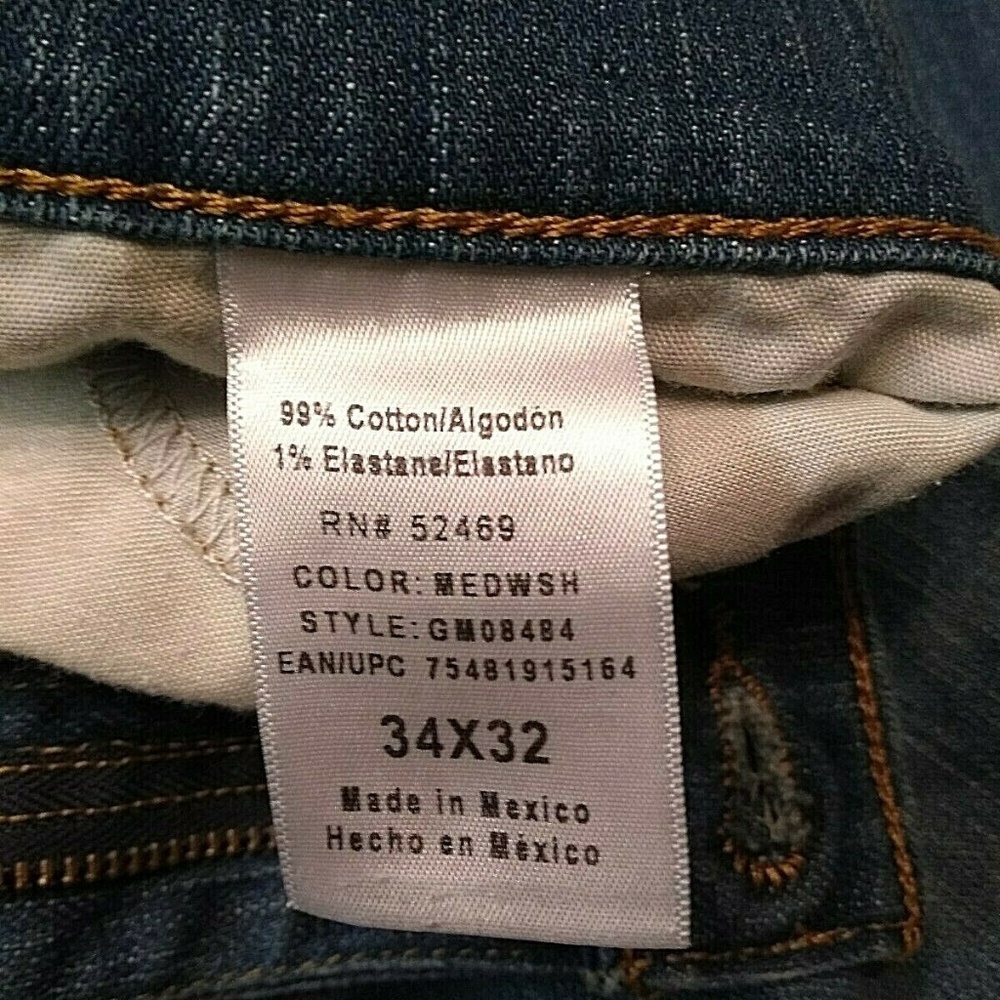 99% Cotton/Algodón
1% Elastane/Elastano
RN# 52469
COLOR: MEDWSH
STYLE: GM08484
EAN/UPC 75481915164
34X32
Made in Mexico
Hecho en México